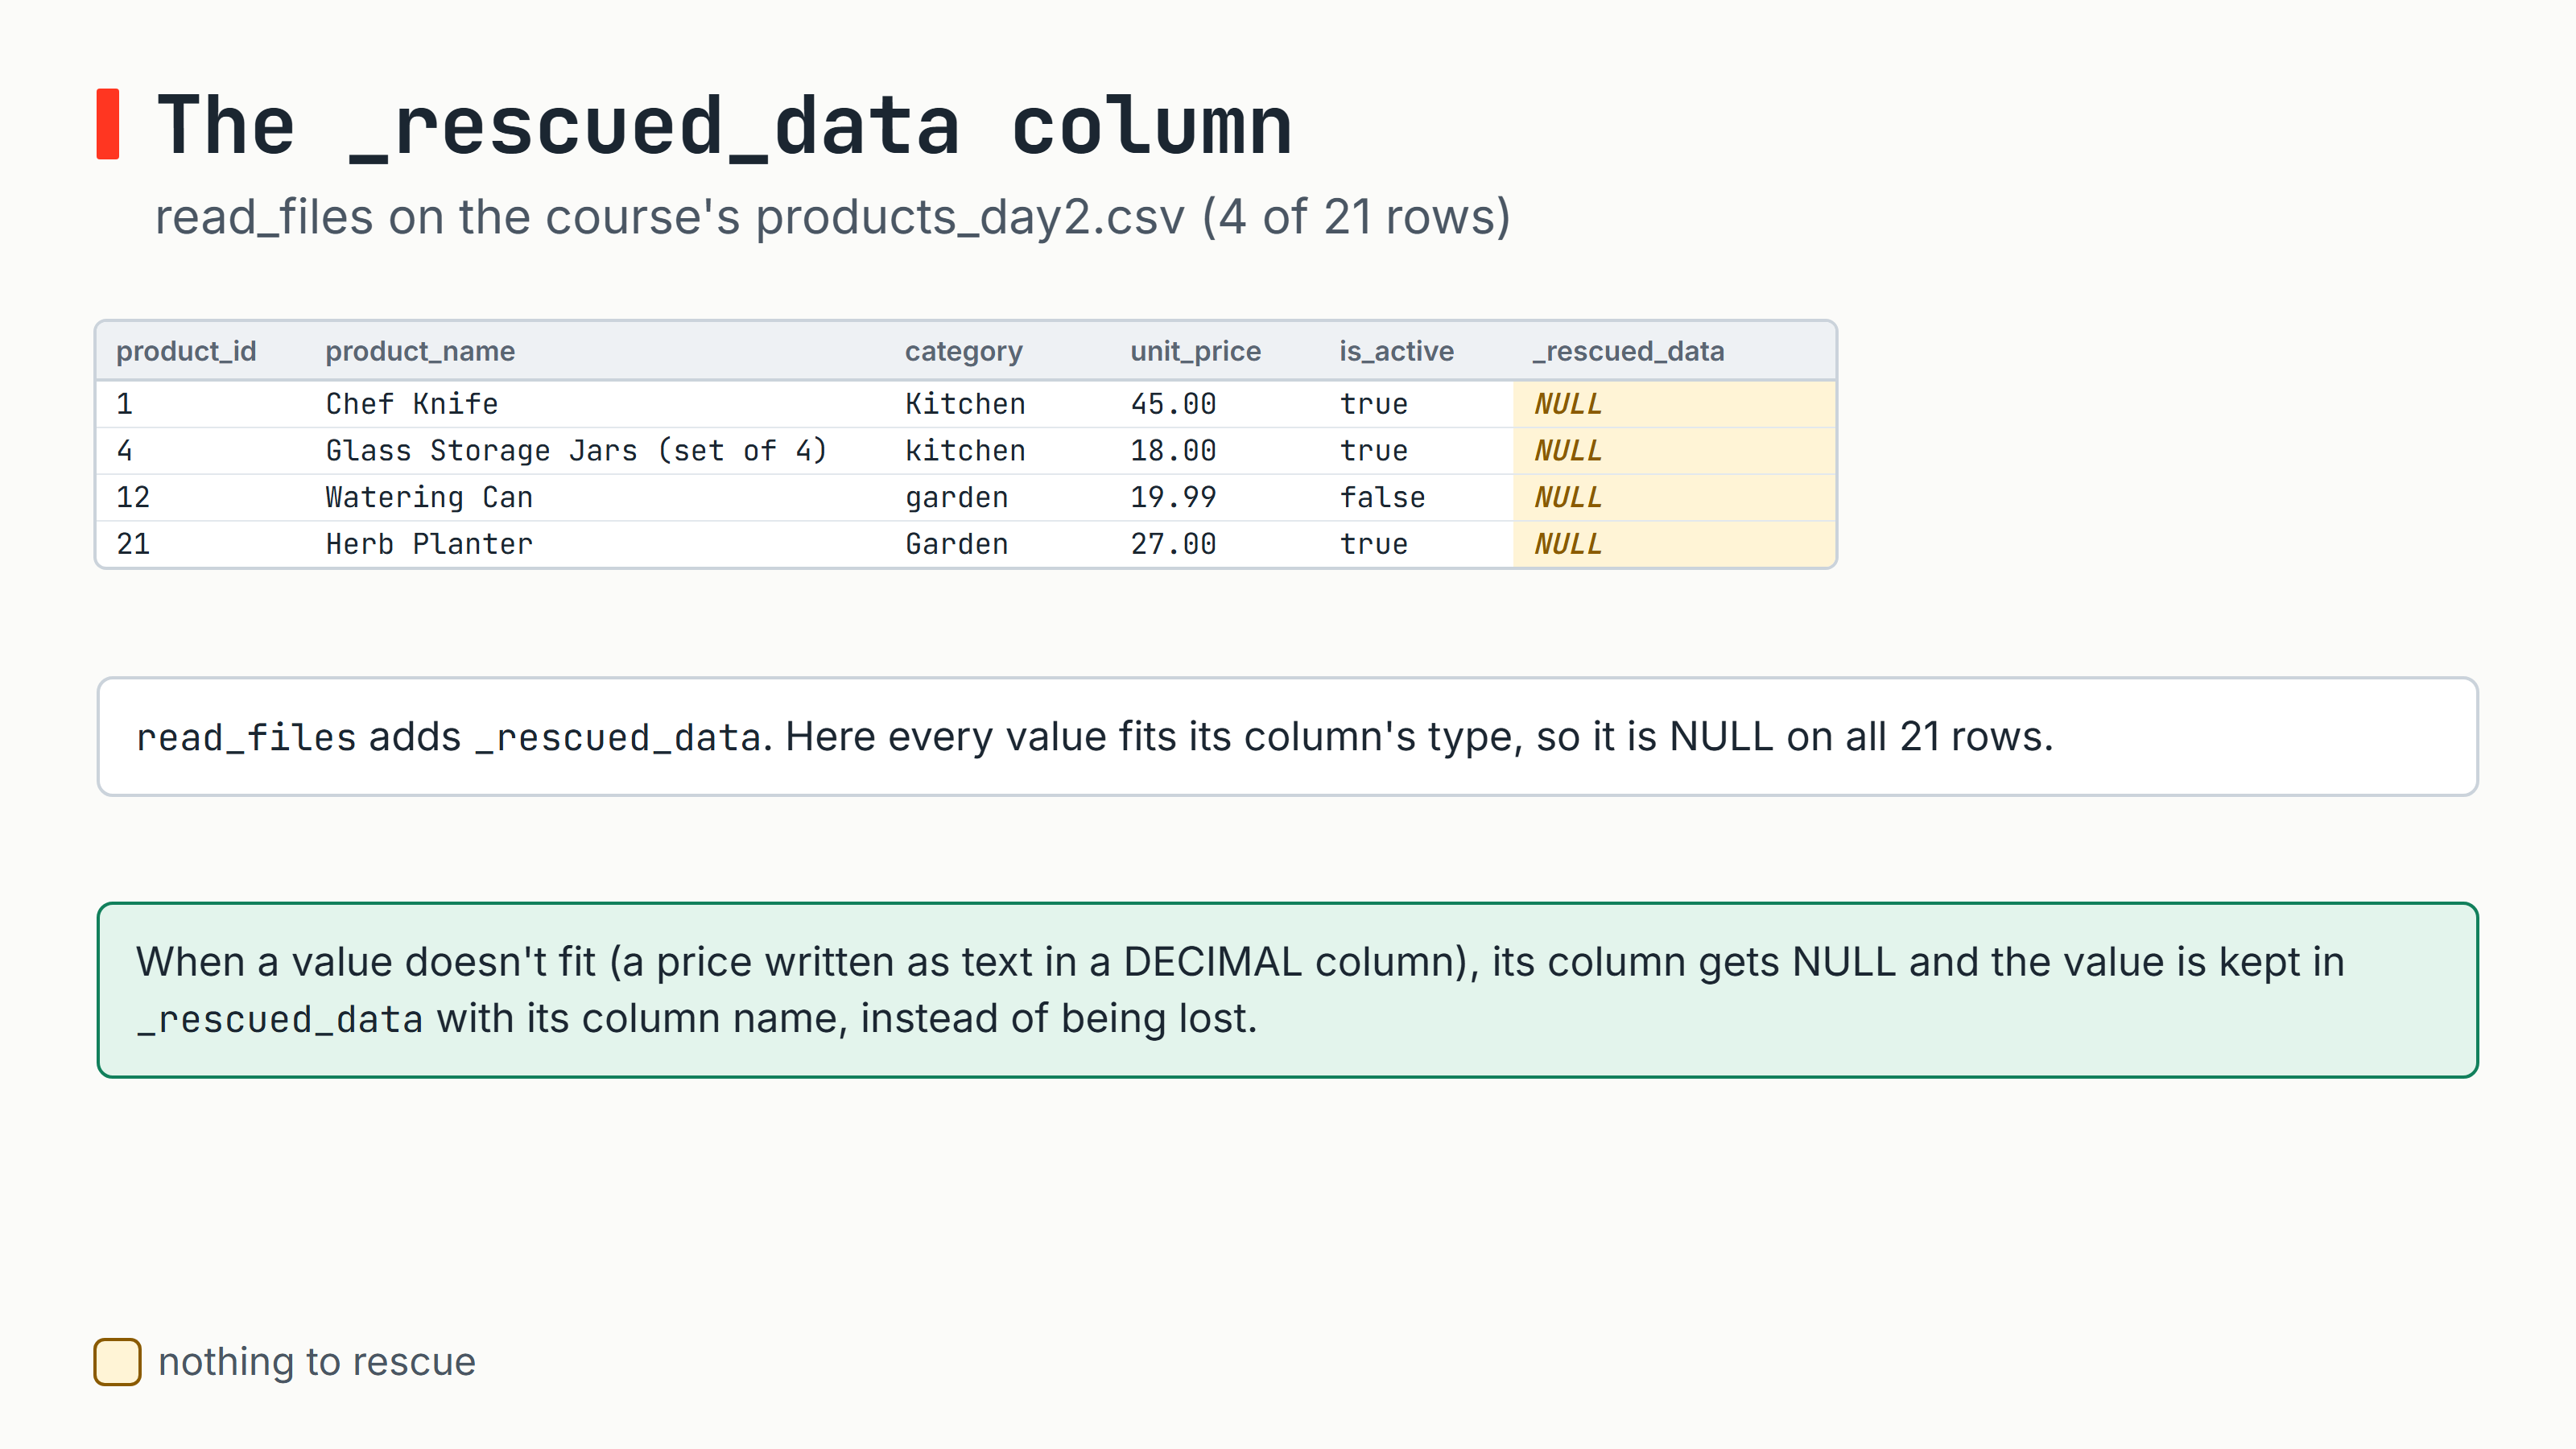 The _rescued_data column
read_files on the course's products_day2.csv (4 of 21 rows)
product_id product_name category unit_price is_active _rescued_data
1 Chef Knife Kitchen 45.00 true NULL
4 Glass Storage Jars (set of 4) kitchen 18.00 true NULL
12 Watering Can garden 19.99 false NULL
21 Herb Planter Garden 27.00 true NULL
read_files adds _rescued_data. Here every value fits its column's type, so it is NULL on all 21 rows.
When a value doesn't fit (a price written as text in a DECIMAL column), its column gets NULL and the value is kept in
_rescued_data with its column name, instead of being lost.
nothing to rescue